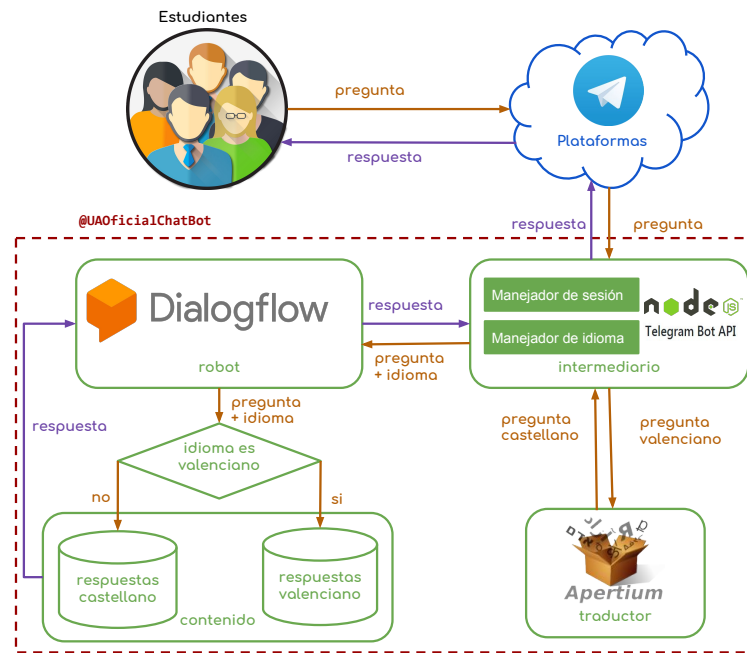 Estudiantes
pregunta
Plataformas
respuesta
@UAOficialChatBot
respuesta
pregunta
Dialogflow
respuesta
Manejador de sesión
Manejador de idioma
node
JS
Telegram Bot API
robot
pregunta
+ idioma
intermediario
pregunta
+ idioma
respuesta
idioma es
valenciano
pregunta
castellano
pregunta
valenciano
no
si
respuestas
castellano
respuestas
valenciano
contenido
Apertium
traductor